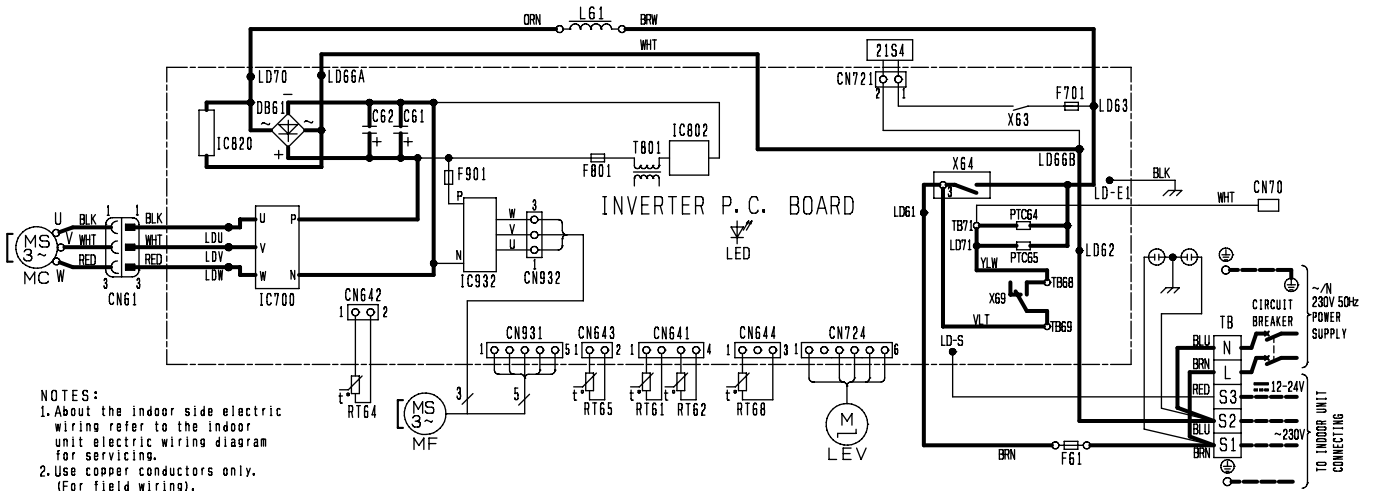 ORN L61 BRW
WHT
21S4
LD70 LD66A
CN721
2 1
F701
LD63
X63
DB61
~ ~
− +
IC820
C62 C61
+ +
T801
IC802
F801
F901
LD66B
X64
3
LD-E1
BLK
WHT
CN70
INVERTER P.C. BOARD
LED
LD61
TB71
PTC64
LD71
PTC65
LD62
YLW
X69
TB68
VLT
TB69
LD-S
U BLK 1 1 BLK
V WHT WHT LDU
W RED RED LDV
LDW
3 3
MS
3~
MC
CN61
U P
V
W N
IC700
P
N
IC932
W 3
V
U 1
CN932
CN642
1 2
t°
RT64
CN931
1 5
3 5
MS
3~
MF
CN643
1 2
t°
RT65
CN641
1 4
t° t°
RT61 RT62
CN644
1 3
t°
RT68
CN724
1 6
M
LEV
BRN F61 BRN
TB
BLU N
BRN L
RED S3
S2
BLU
S1
CIRCUIT
BREAKER
~/N
230V 50Hz
POWER
SUPPLY
12-24V
~230V
TO INDOOR UNIT
CONNECTING
NOTES:
1. About the indoor side electric
wiring refer to the indoor
unit electric wiring diagram
for servicing.
2. Use copper conductors only.
(For field wiring).